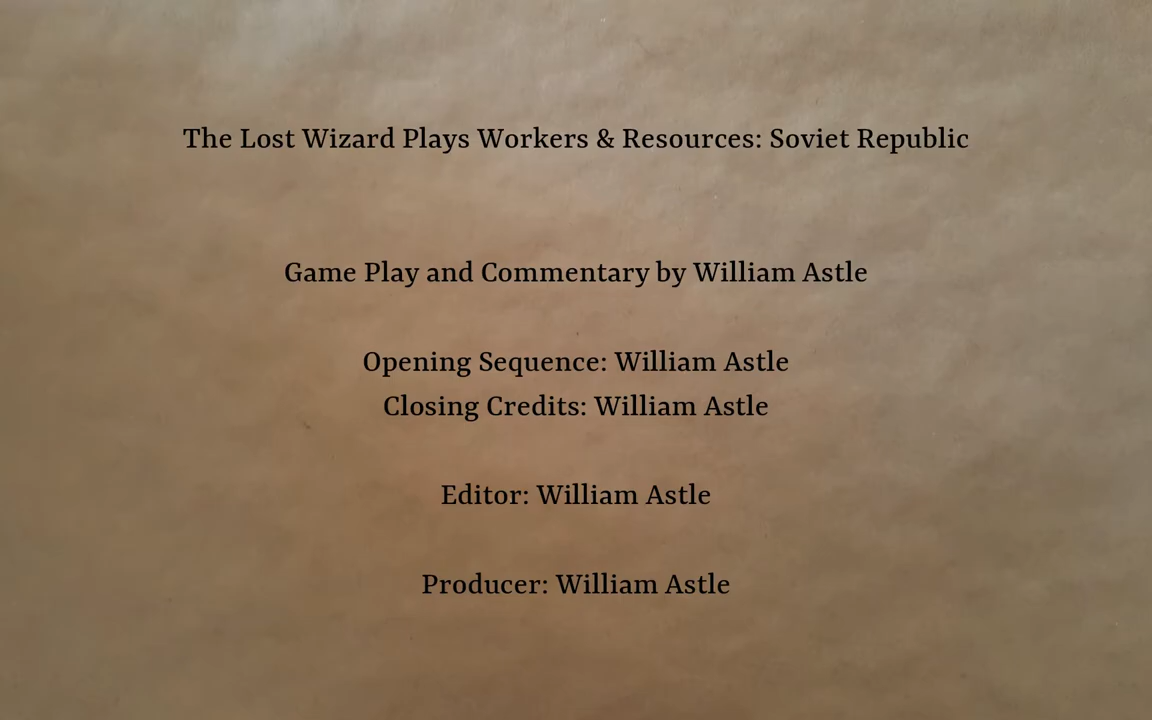 The Lost Wizard Plays Workers & Resources: Soviet Republic
Game Play and Commentary by William Astle
Opening Sequence: William Astle
Closing Credits: William Astle
Editor: William Astle
Producer: William Astle